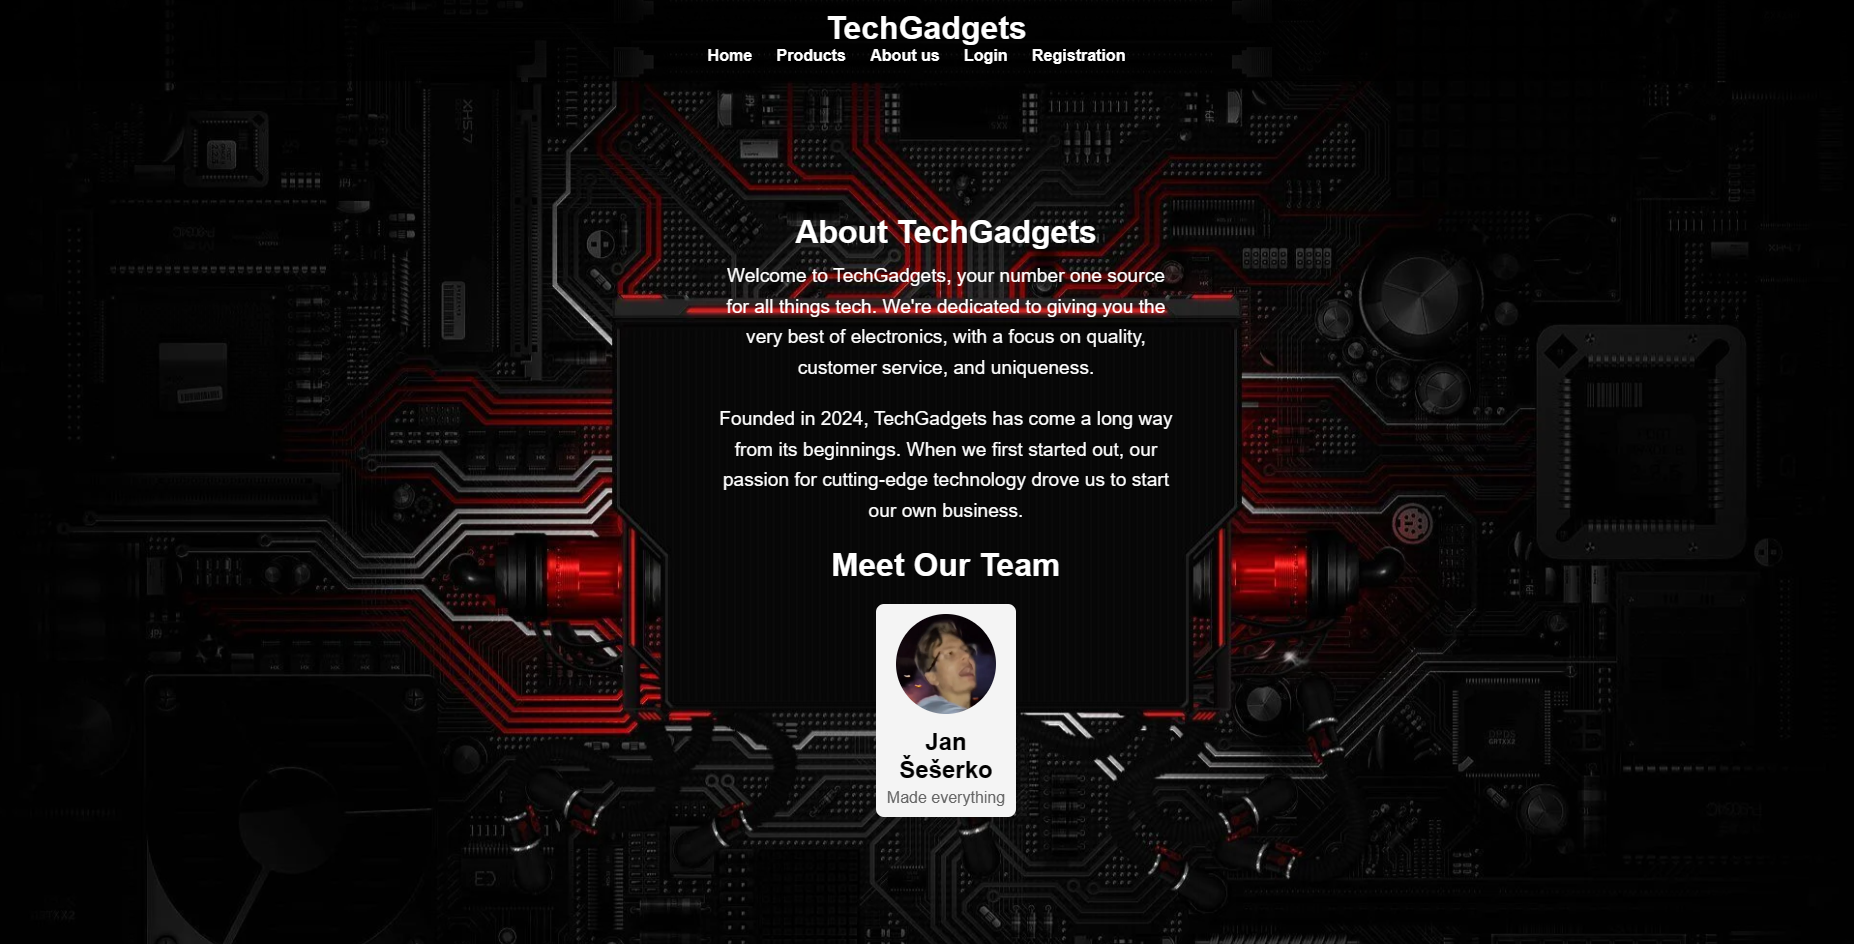 TechGadgets
Home Products About us Login Registration
About TechGadgets
Welcome to TechGadgets, your number one source
for all things tech. We're dedicated to giving you the
very best of electronics, with a focus on quality,
customer service, and uniqueness.
Founded in 2024, TechGadgets has come a long way
from its beginnings. When we first started out, our
passion for cutting-edge technology drove us to start
our own business.
Meet Our Team
Jan
Šešerko
Made everything